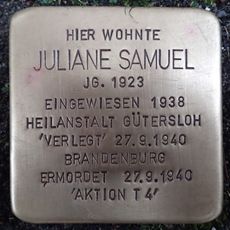 HIER WOHNTE
JULIANE SAMUEL
JG. 1923
EINGEWIESEN 1938
HEILANSTALT GÜTERSLOH
'VERLEGT' 27.9.1940
BRANDENBURG
ERMORDET 27.9.1940
'AKTION T4'